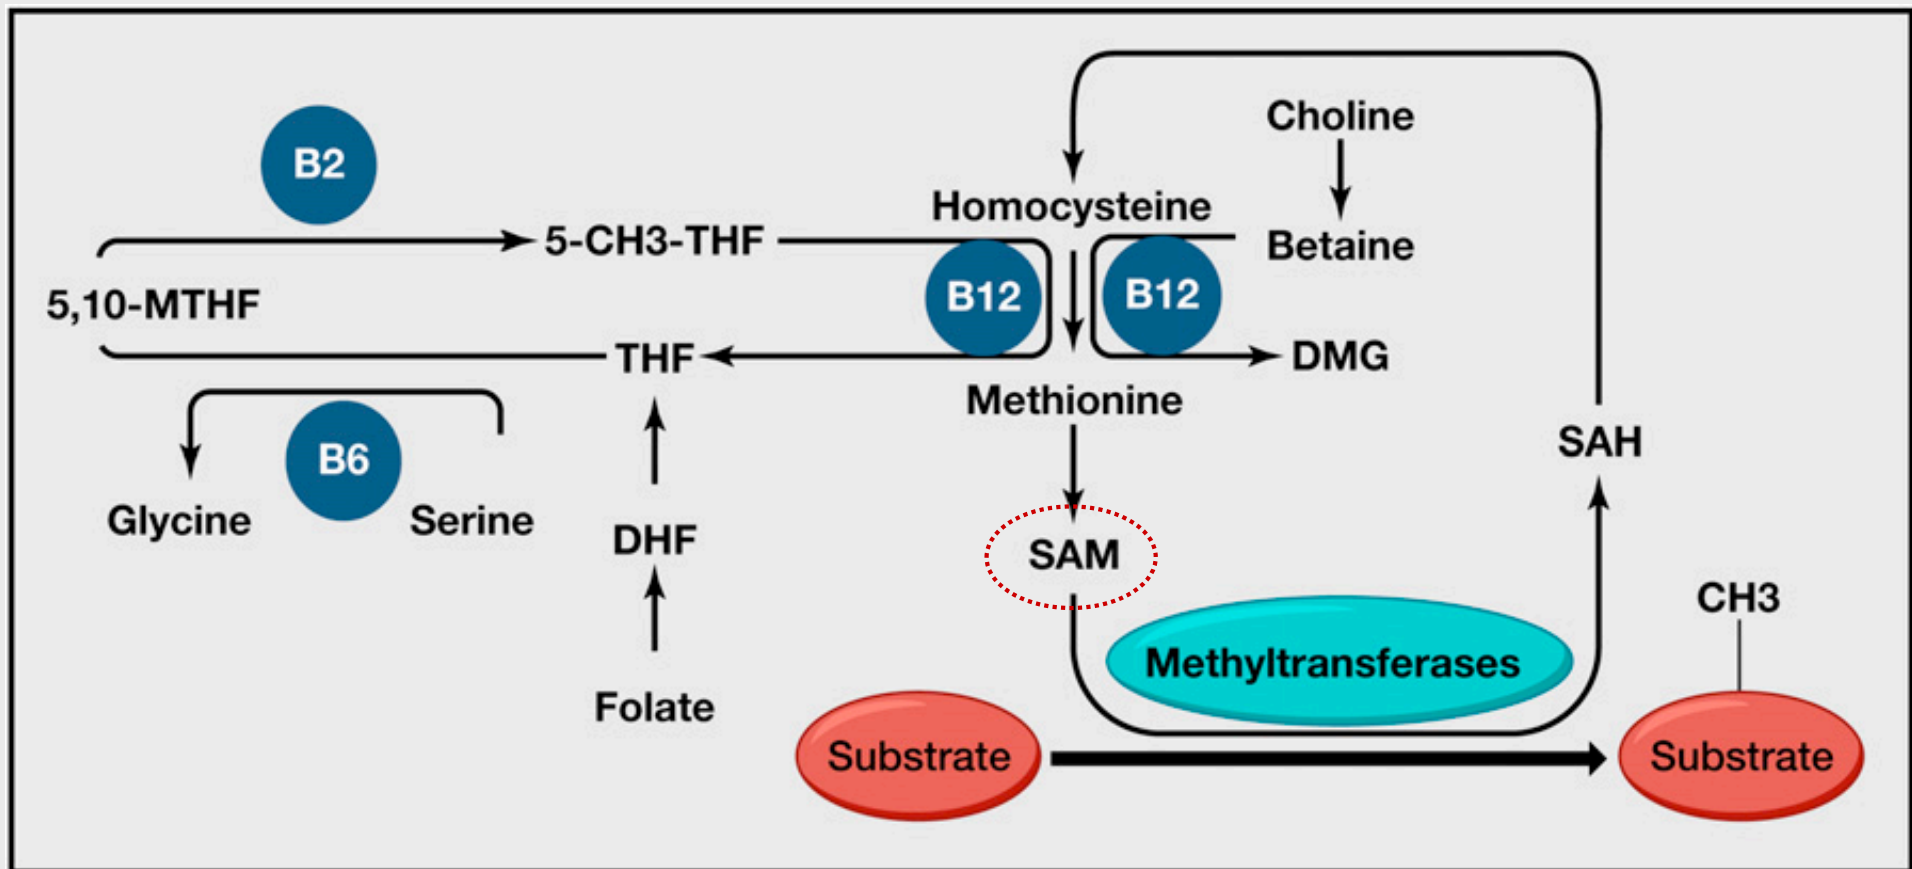 Choline
B2
Homocysteine
5-CH3-THF
Betaine
B12
B12
5,10-MTHF
THF
DMG
Methionine
SAH
B6
Glycine
Serine
DHF
SAM
CH3
Methyltransferases
Folate
Substrate
Substrate